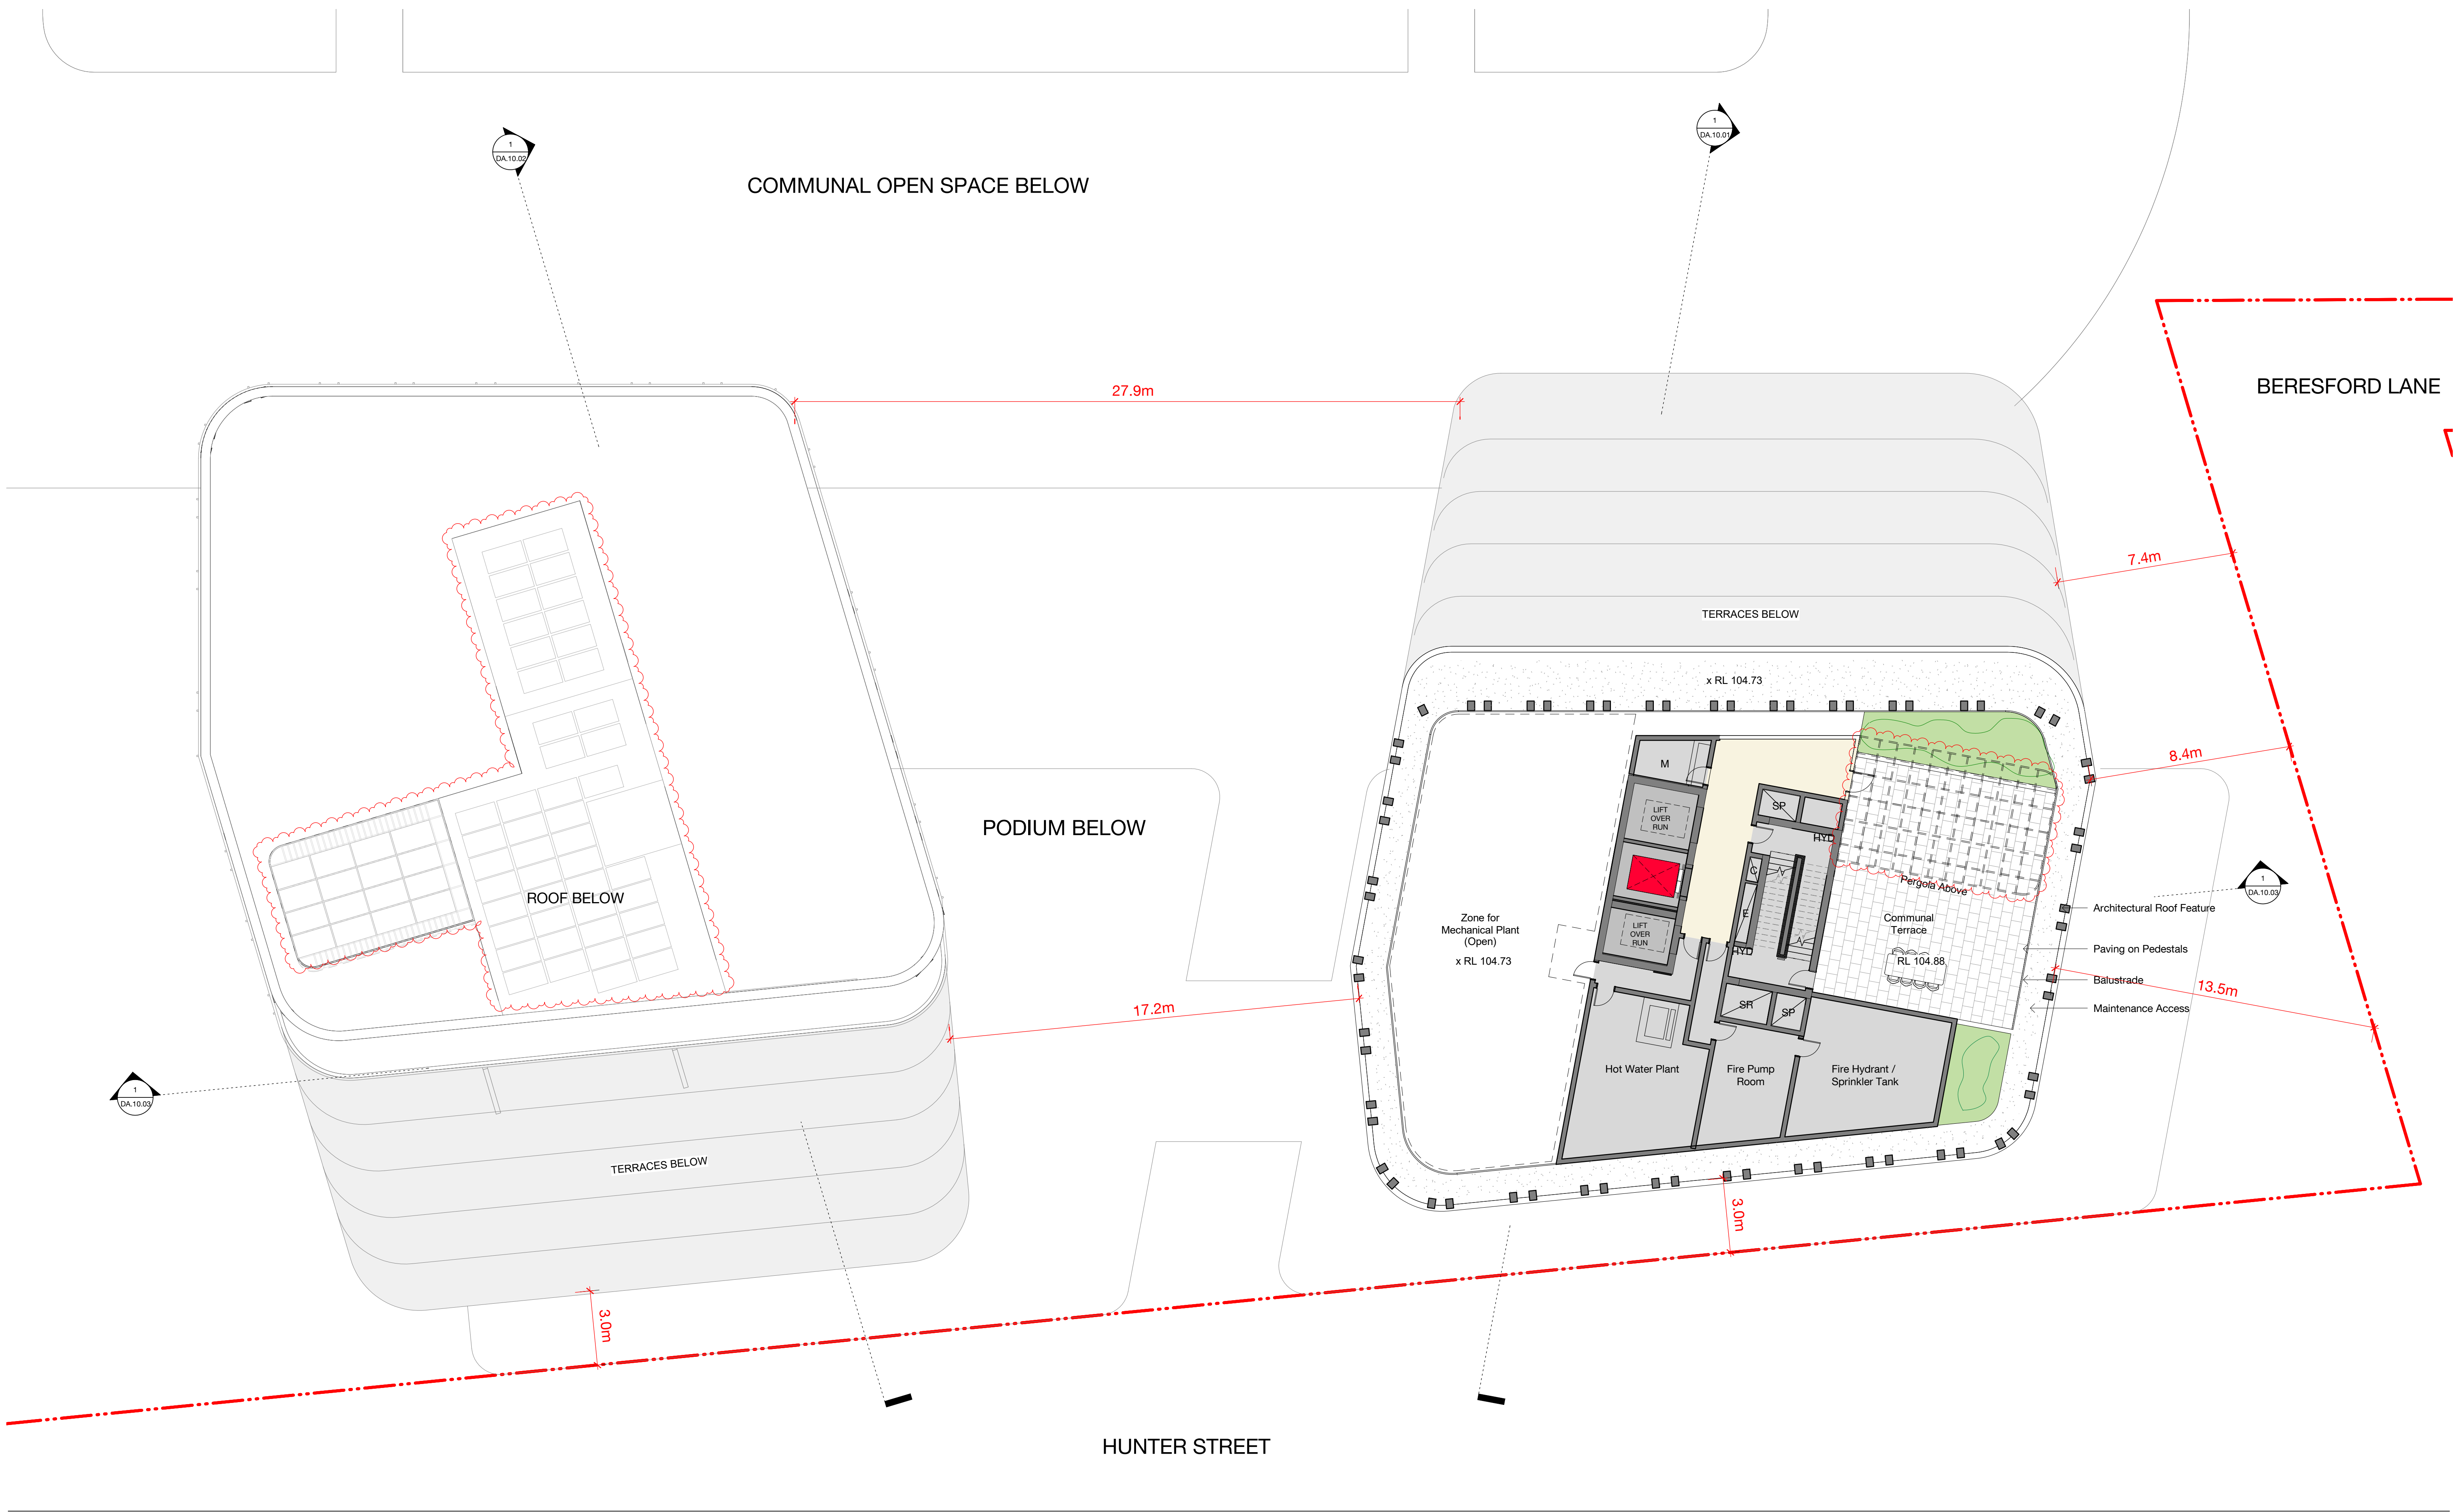 1
DA.10.02
1
DA.10.01
COMMUNAL OPEN SPACE BELOW
27.9m
BERESFORD LANE
7.4m
TERRACES BELOW
x RL 104.73
8.4m
M
SP
LIFT
OVER
RUN
HYD
PODIUM BELOW
C
Pergola Above
ROOF BELOW
1
DA.10.03
E
Architectural Roof Feature
Zone for
Mechanical Plant
(Open)
x RL 104.73
LIFT
OVER
RUN
Communal
Terrace
HYD
Paving on Pedestals
RL 104.88
Balustrade
13.5m
17.2m
SR
SP
Maintenance Access
Hot Water Plant
Fire Pump
Room
Fire Hydrant /
Sprinkler Tank
1
DA.10.03
TERRACES BELOW
3.0m
3.0m
HUNTER STREET